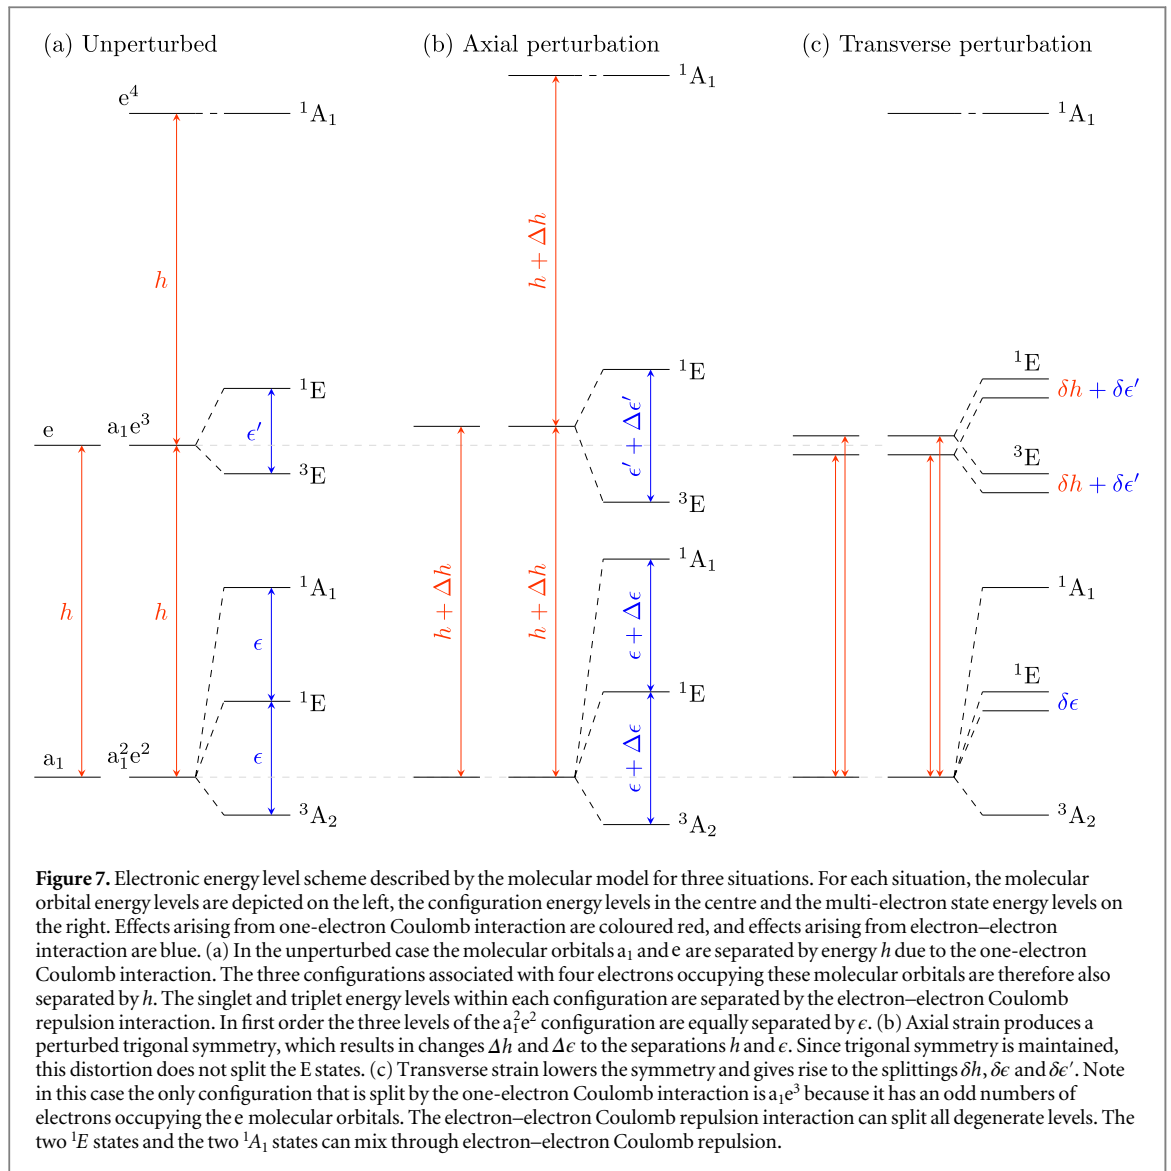 (a) Unperturbed
(b) Axial perturbation
(c) Transverse perturbation
e⁴
¹A₁
h
¹E
a₁e³
e
ϵ′
³E
¹A₁
h
h
ϵ
¹E
ϵ
a₁
a₁²e²
³A₂
¹A₁
h + Δh
¹E
ϵ′ + Δϵ′
³E
¹A₁
h + Δh
h + Δh
ϵ + Δϵ
¹E
ϵ + Δϵ
³A₂
¹A₁
¹E
δh + δϵ′
³E
δh + δϵ′
¹A₁
¹E
δϵ
³A₂
Figure 7. Electronic energy level scheme described by the molecular model for three situations. For each situation, the molecular
orbital energy levels are depicted on the left, the configuration energy levels in the centre and the multi-electron state energy levels on
the right. Effects arising from one-electron Coulomb interaction are coloured red, and effects arising from electron–electron
interaction are blue. (a) In the unperturbed case the molecular orbitals a₁ and e are separated by energy h due to the one-electron
Coulomb interaction. The three configurations associated with four electrons occupying these molecular orbitals are therefore also
separated by h. The singlet and triplet energy levels within each configuration are separated by the electron–electron Coulomb
repulsion interaction. In first order the three levels of the a₁²e² configuration are equally separated by ϵ. (b) Axial strain produces a
perturbed trigonal symmetry, which results in changes Δh and Δϵ to the separations h and ϵ. Since trigonal symmetry is maintained,
this distortion does not split the E states. (c) Transverse strain lowers the symmetry and gives rise to the splittings δh, δϵ and δϵ′. Note
in this case the only configuration that is split by the one-electron Coulomb interaction is a₁e³ because it has an odd numbers of
electrons occupying the e molecular orbitals. The electron–electron Coulomb repulsion interaction can split all degenerate levels. The
two ¹E states and the two ¹A₁ states can mix through electron–electron Coulomb repulsion.